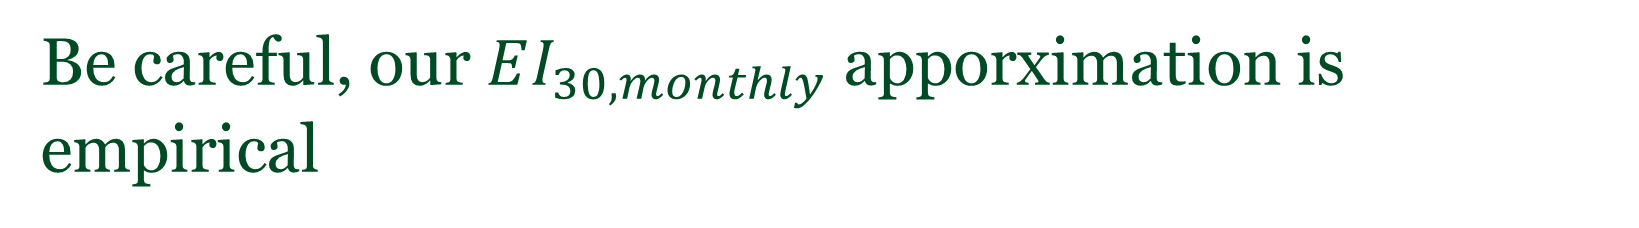 Be careful, our $EI_{30,monthly}$ apporximation is
empirical